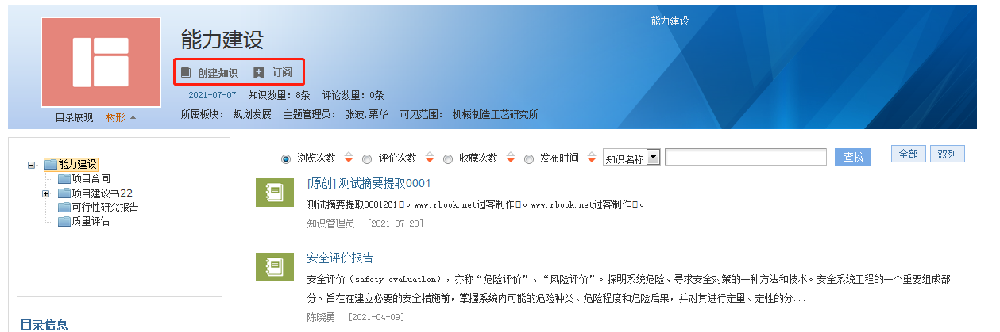 能力建设
能力建设
创建知识 订阅
2021-07-07 知识数量：8条 评论数量：0条
目录展现： 树形
所属板块： 规划发展 主题管理员： 张波,栗华 可见范围： 机械制造工艺研究所
能力建设
项目合同
项目建议书22
可行性研究报告
质量评估
目录信息
浏览次数 评价次数 收藏次数 发布时间 知识名称 查找 全部 双列
[原创] 测试摘要提取0001
测试摘要提取0001261。www.rbook.net过客制作。www.rbook.net过客制作。
知识管理员 [2021-07-20]
安全评价报告
安全评价（safety evaLuatlon），亦称“危险评价”、“风险评价”。探明系统危险、寻求安全对策的一种方法和技术。安全系统工程的一个重要组成部
分。旨在在建立必要的安全措施前，掌握系统内可能的危险种类、危险程度和危险后果，并对其进行定量、定性的分...
陈晓勇 [2021-04-09]